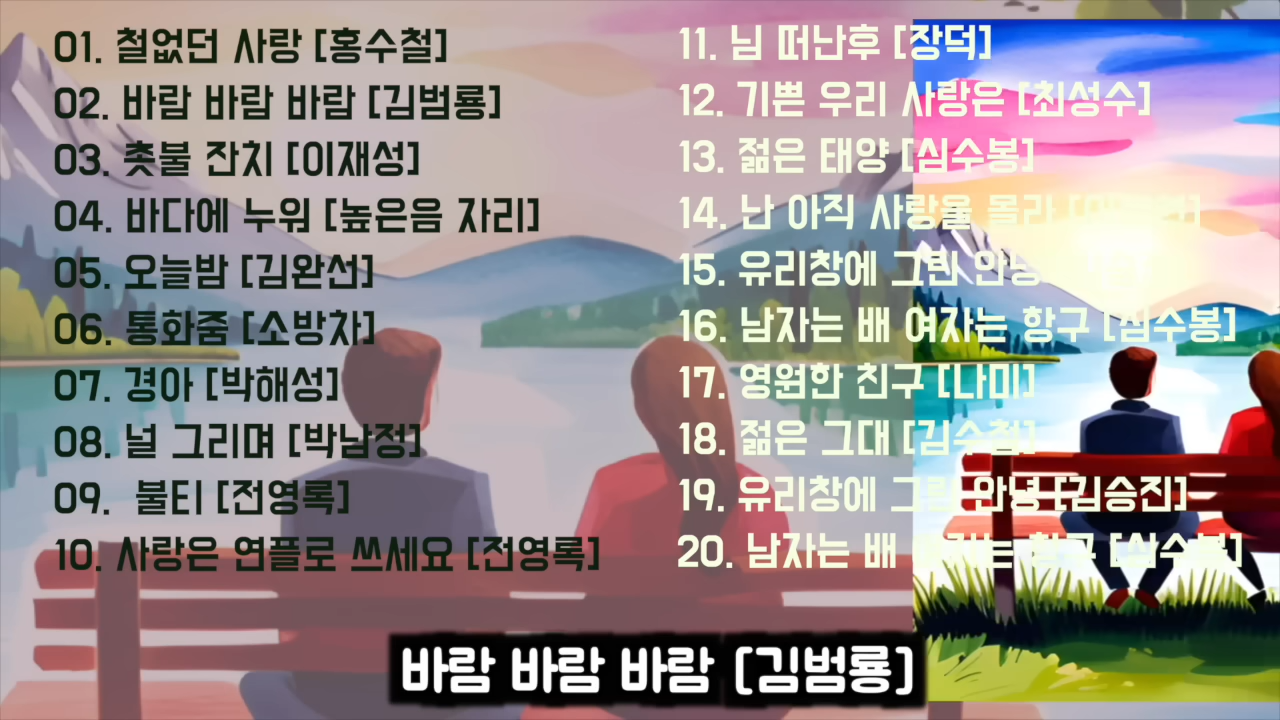 01. 철없던 사랑 [홍수철]
02. 바람 바람 바람 [김범룡]
03. 촛불 잔치 [이재성]
04. 바다에 누워 [높은음 자리]
05. 오늘밤 [김완선]
06. 통화중 [소방차]
07. 경아 [박해성]
08. 널 그리며 [박남정]
09. 불티 [전영록]
10. 사랑은 연필로 쓰세요 [전영록]
11. 님 떠난후 [장덕]
12. 기쁜 우리 사랑은 [최성수]
13. 젊은 태양 [심수봉]
14. 난 아직 사랑을 몰라
15. 유리창에 그린 안녕
16. 남자는 배 여자는 항구 [심수봉]
17. 영원한 친구 [나미]
18. 젊은 그대 [김수철]
19. 유리창에 그린 안녕 [김승진]
20. 남자는 배 여자는 항구 [심수봉]
바람 바람 바람 [김범룡]